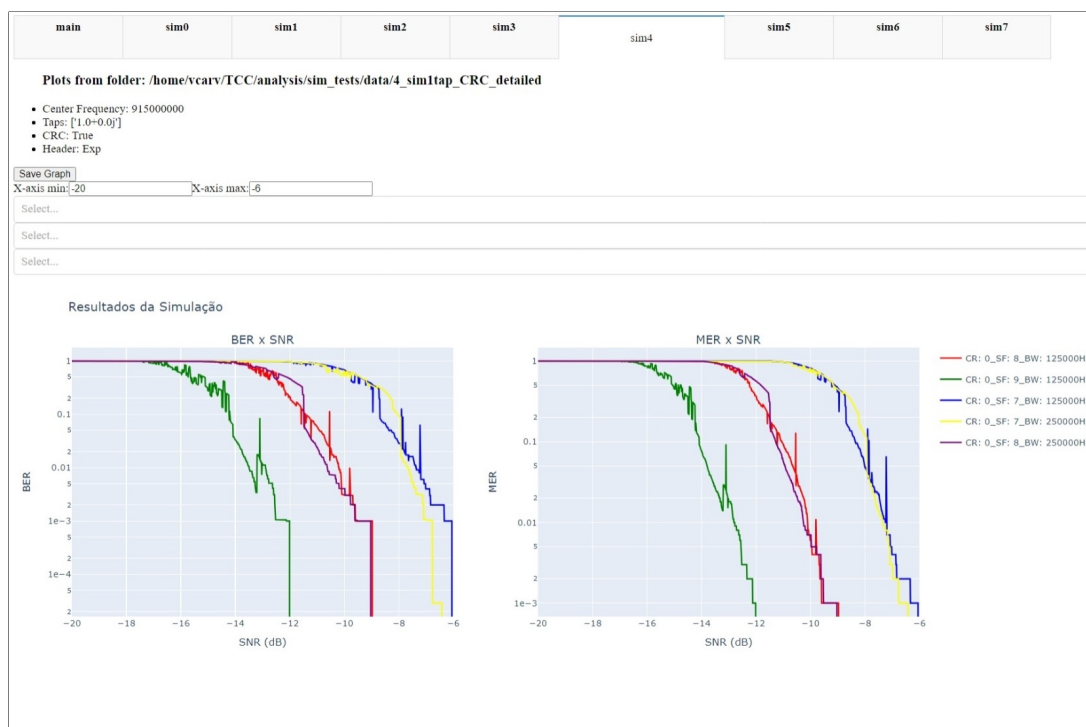 main sim0 sim1 sim2 sim3 sim4 sim5 sim6 sim7
Plots from folder: /home/vcarv/TCC/analysis/sim_tests/data/4_sim1tap_CRC_detailed
Center Frequency: 915000000
Taps: ['1.0+0.0j']
CRC: True
Header: Exp
Save Graph
X-axis min: -20 X-axis max: -6
Select...
Select...
Select...
Resultados da Simulação
BER x SNR
1
5
2
0.1
5
2
0.01
5
2
1e−3
5
2
1e−4
5
2
BER
−20 −18 −16 −14 −12 −10 −8 −6
SNR (dB)
MER x SNR
1
5
2
0.1
5
2
0.01
5
2
1e−3
MER
−20 −18 −16 −14 −12 −10 −8 −6
SNR (dB)
CR: 0_SF: 8_BW: 125000H
CR: 0_SF: 9_BW: 125000H
CR: 0_SF: 7_BW: 125000H
CR: 0_SF: 7_BW: 250000H
CR: 0_SF: 8_BW: 250000H